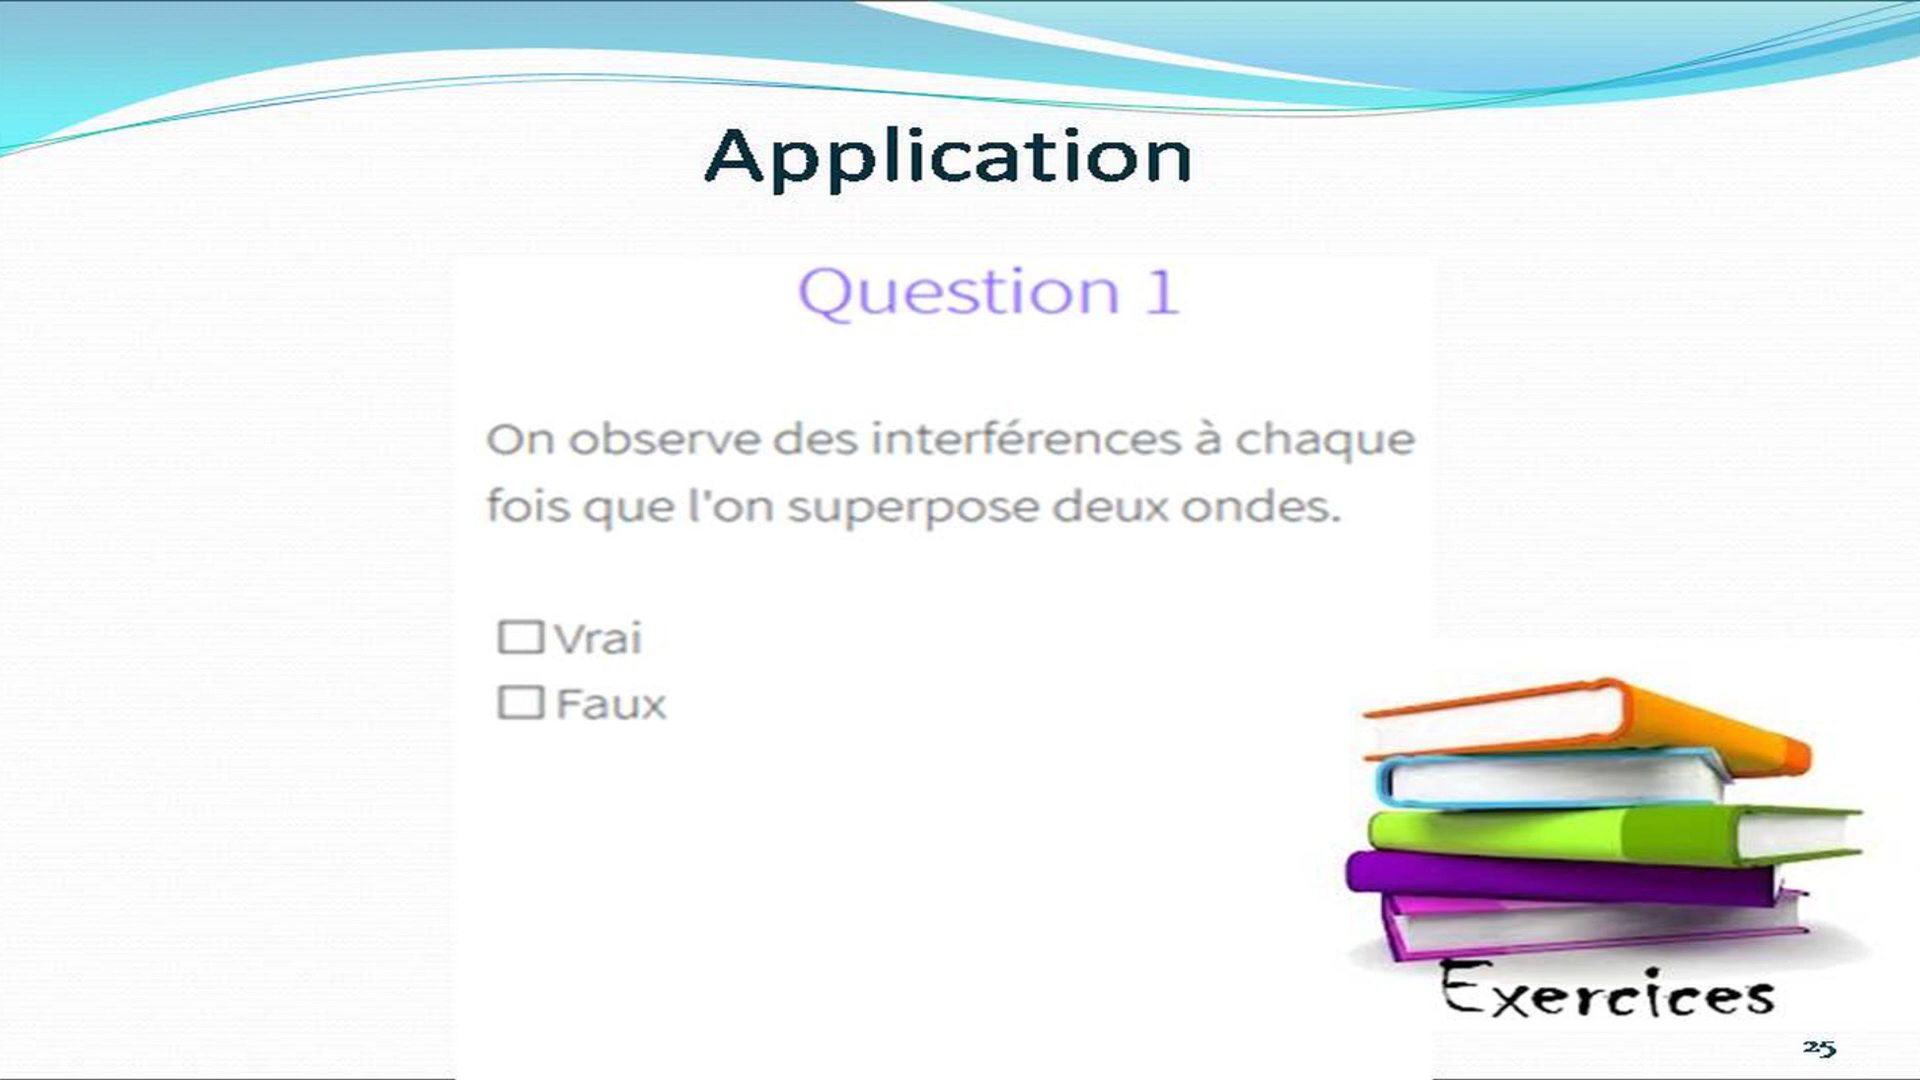 Application
Question 1
On observe des interférences à chaque
fois que l'on superpose deux ondes.
Vrai
Faux
Exercices
25